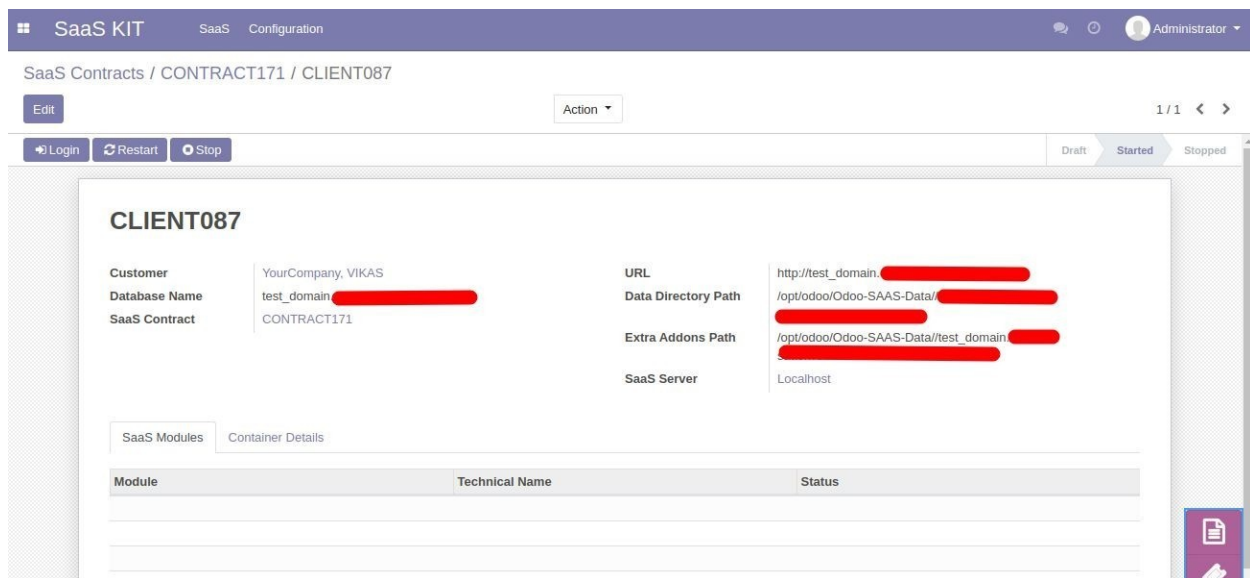 SaaS KIT SaaS Configuration Administrator
SaaS Contracts / CONTRACT171 / CLIENT087
Edit Action 1 / 1
Login Restart Stop Draft Started Stopped
CLIENT087
Customer YourCompany, VIKAS
Database Name test_domain.
SaaS Contract CONTRACT171
URL http://test_domain.
Data Directory Path /opt/odoo/Odoo-SAAS-Data//
Extra Addons Path /opt/odoo/Odoo-SAAS-Data//test_domain.
SaaS Server Localhost
SaaS Modules Container Details
Module Technical Name Status